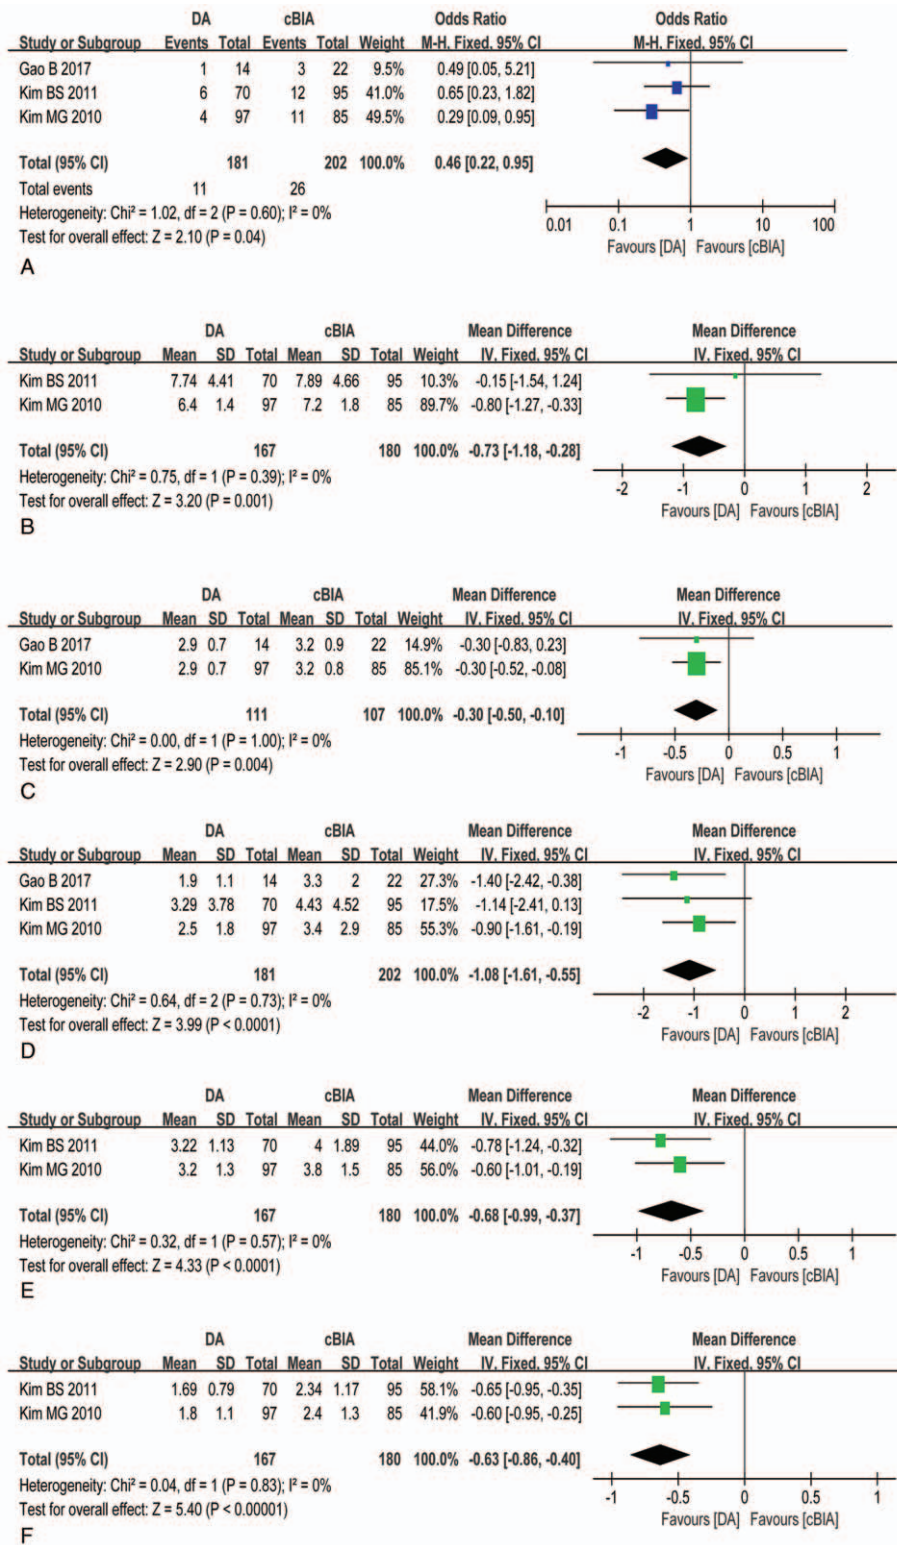 DA cBIA Odds Ratio Odds Ratio
Study or Subgroup Events Total Events Total Weight M-H, Fixed, 95% CI M-H, Fixed, 95% CI
Gao B 2017 1 14 3 22 9.5% 0.49 [0.05, 5.21]
Kim BS 2011 6 70 12 95 41.0% 0.65 [0.23, 1.82]
Kim MG 2010 4 97 11 85 49.5% 0.29 [0.09, 0.95]
Total (95% CI) 181 202 100.0% 0.46 [0.22, 0.95]
Total events 11 26
Heterogeneity: Chi² = 1.02, df = 2 (P = 0.60); I² = 0%
Test for overall effect: Z = 2.10 (P = 0.04)
0.01 0.1 1 10 100
Favours [DA] Favours [cBIA]
A
DA cBIA Mean Difference Mean Difference
Study or Subgroup Mean SD Total Mean SD Total Weight IV, Fixed, 95% CI IV, Fixed, 95% CI
Kim BS 2011 7.74 4.41 70 7.89 4.66 95 10.3% -0.15 [-1.54, 1.24]
Kim MG 2010 6.4 1.4 97 7.2 1.8 85 89.7% -0.80 [-1.27, -0.33]
Total (95% CI) 167 180 100.0% -0.73 [-1.18, -0.28]
Heterogeneity: Chi² = 0.75, df = 1 (P = 0.39); I² = 0%
Test for overall effect: Z = 3.20 (P = 0.001)
-2 -1 0 1 2
Favours [DA] Favours [cBIA]
B
DA cBIA Mean Difference Mean Difference
Study or Subgroup Mean SD Total Mean SD Total Weight IV, Fixed, 95% CI IV, Fixed, 95% CI
Gao B 2017 2.9 0.7 14 3.2 0.9 22 14.9% -0.30 [-0.83, 0.23]
Kim MG 2010 2.9 0.7 97 3.2 0.8 85 85.1% -0.30 [-0.52, -0.08]
Total (95% CI) 111 107 100.0% -0.30 [-0.50, -0.10]
Heterogeneity: Chi² = 0.00, df = 1 (P = 1.00); I² = 0%
Test for overall effect: Z = 2.90 (P = 0.004)
-1 -0.5 0 0.5 1
Favours [DA] Favours [cBIA]
C
DA cBIA Mean Difference Mean Difference
Study or Subgroup Mean SD Total Mean SD Total Weight IV, Fixed, 95% CI IV, Fixed, 95% CI
Gao B 2017 1.9 1.1 14 3.3 2 22 27.3% -1.40 [-2.42, -0.38]
Kim BS 2011 3.29 3.78 70 4.43 4.52 95 17.5% -1.14 [-2.41, 0.13]
Kim MG 2010 2.5 1.8 97 3.4 2.9 85 55.3% -0.90 [-1.61, -0.19]
Total (95% CI) 181 202 100.0% -1.08 [-1.61, -0.55]
Heterogeneity: Chi² = 0.64, df = 2 (P = 0.73); I² = 0%
Test for overall effect: Z = 3.99 (P < 0.0001)
-2 -1 0 1 2
Favours [DA] Favours [cBIA]
D
DA cBIA Mean Difference Mean Difference
Study or Subgroup Mean SD Total Mean SD Total Weight IV, Fixed, 95% CI IV, Fixed, 95% CI
Kim BS 2011 3.22 1.13 70 4 1.89 95 44.0% -0.78 [-1.24, -0.32]
Kim MG 2010 3.2 1.3 97 3.8 1.5 85 56.0% -0.60 [-1.01, -0.19]
Total (95% CI) 167 180 100.0% -0.68 [-0.99, -0.37]
Heterogeneity: Chi² = 0.32, df = 1 (P = 0.57); I² = 0%
Test for overall effect: Z = 4.33 (P < 0.0001)
-1 -0.5 0 0.5 1
Favours [DA] Favours [cBIA]
E
DA cBIA Mean Difference Mean Difference
Study or Subgroup Mean SD Total Mean SD Total Weight IV, Fixed, 95% CI IV, Fixed, 95% CI
Kim BS 2011 1.69 0.79 70 2.34 1.17 95 58.1% -0.65 [-0.95, -0.35]
Kim MG 2010 1.8 1.1 97 2.4 1.3 85 41.9% -0.60 [-0.95, -0.25]
Total (95% CI) 167 180 100.0% -0.63 [-0.86, -0.40]
Heterogeneity: Chi² = 0.04, df = 1 (P = 0.83); I² = 0%
Test for overall effect: Z = 5.40 (P < 0.00001)
-1 -0.5 0 0.5 1
Favours [DA] Favours [cBIA]
F